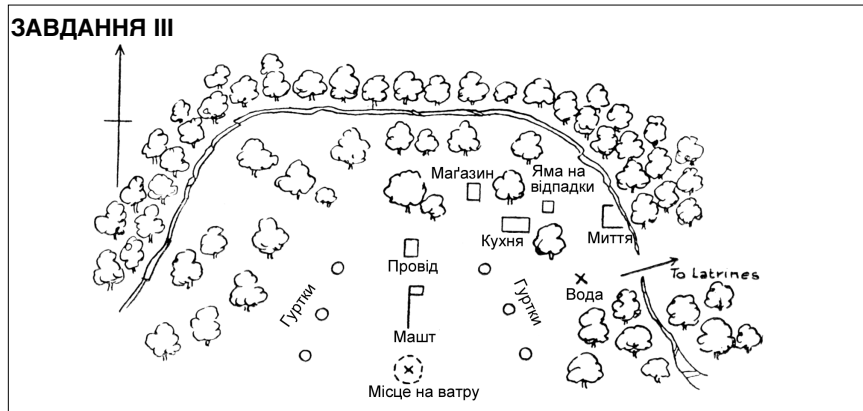 ЗАВДАННЯ III
Маґазин
Яма на
відпадки
Кухня
Миття
Провід
To Latrines
Гуртки
Гуртки
Вода
Машт
Місце на ватру